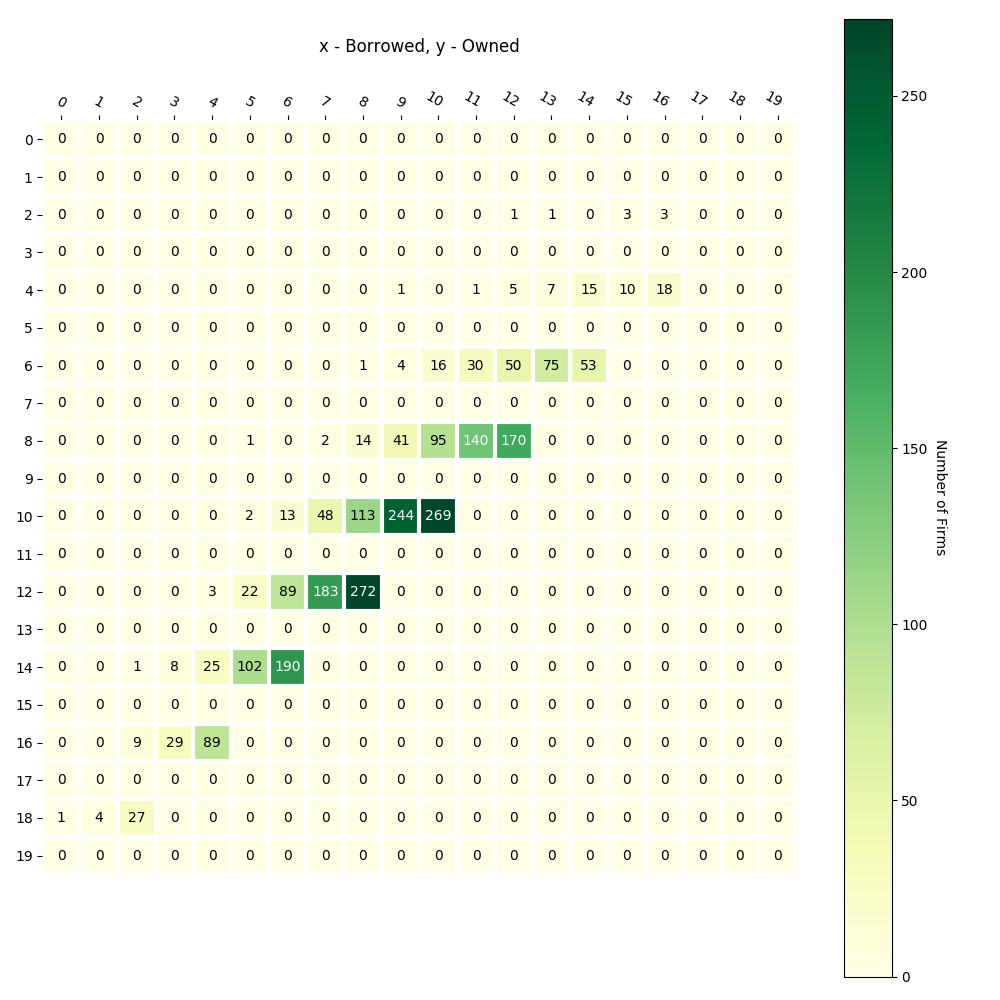 x - Borrowed, y - Owned
0 1 2 3 4 5 6 7 8 9 10 11 12 13 14 15 16 17 18 19
0 0 0 0 0 0 0 0 0 0 0 0 0 0 0 0 0 0 0 0 0
1 0 0 0 0 0 0 0 0 0 0 0 0 0 0 0 0 0 0 0 0
2 0 0 0 0 0 0 0 0 0 0 0 0 1 1 0 3 3 0 0 0
3 0 0 0 0 0 0 0 0 0 0 0 0 0 0 0 0 0 0 0 0
4 0 0 0 0 0 0 0 0 0 1 0 1 5 7 15 10 18 0 0 0
5 0 0 0 0 0 0 0 0 0 0 0 0 0 0 0 0 0 0 0 0
6 0 0 0 0 0 0 0 0 1 4 16 30 50 75 53 0 0 0 0 0
7 0 0 0 0 0 0 0 0 0 0 0 0 0 0 0 0 0 0 0 0
8 0 0 0 0 0 1 0 2 14 41 95 140 170 0 0 0 0 0 0 0
9 0 0 0 0 0 0 0 0 0 0 0 0 0 0 0 0 0 0 0 0
10 0 0 0 0 0 2 13 48 113 244 269 0 0 0 0 0 0 0 0 0
11 0 0 0 0 0 0 0 0 0 0 0 0 0 0 0 0 0 0 0 0
12 0 0 0 0 3 22 89 183 272 0 0 0 0 0 0 0 0 0 0 0
13 0 0 0 0 0 0 0 0 0 0 0 0 0 0 0 0 0 0 0 0
14 0 0 1 8 25 102 190 0 0 0 0 0 0 0 0 0 0 0 0 0
15 0 0 0 0 0 0 0 0 0 0 0 0 0 0 0 0 0 0 0 0
16 0 0 9 29 89 0 0 0 0 0 0 0 0 0 0 0 0 0 0 0
17 0 0 0 0 0 0 0 0 0 0 0 0 0 0 0 0 0 0 0 0
18 1 4 27 0 0 0 0 0 0 0 0 0 0 0 0 0 0 0 0 0
19 0 0 0 0 0 0 0 0 0 0 0 0 0 0 0 0 0 0 0 0
250
200
150
100
50
0
Number of Firms